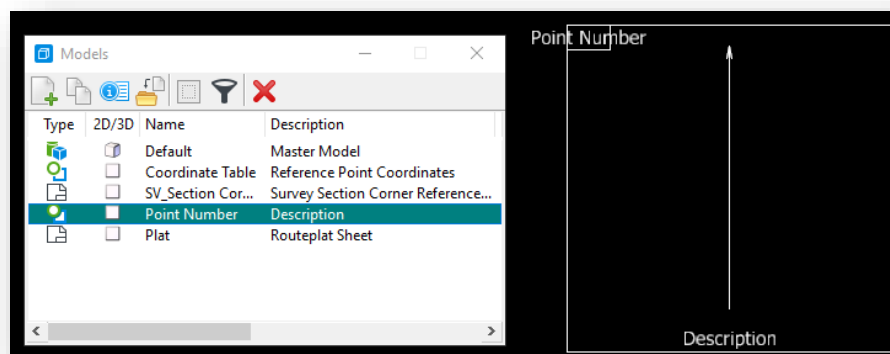 Models
Type 2D/3D Name Description
Default Master Model
Coordinate Table Reference Point Coordinates
SV_Section Cor... Survey Section Corner Reference...
Point Number Description
Plat Routeplat Sheet
Point Number
Description